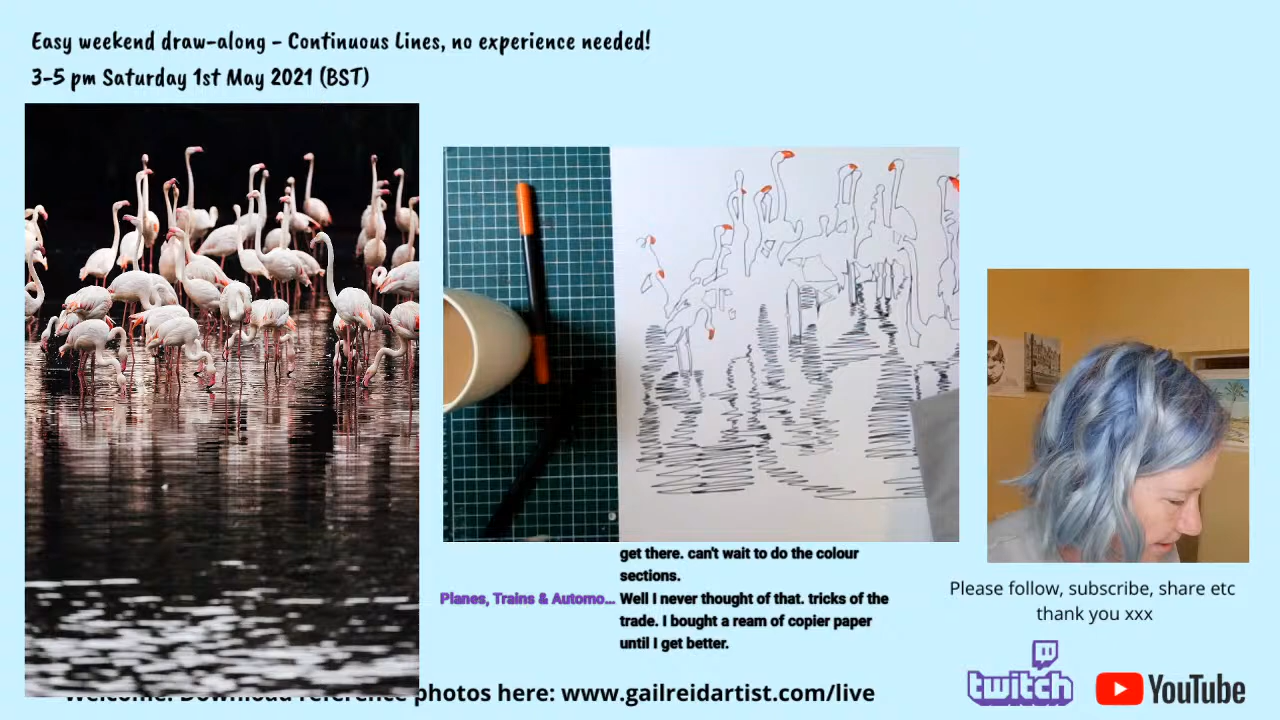 Easy weekend draw-along - Continuous Lines, no experience needed!
3-5 pm Saturday 1st May 2021 (BST)
get there. can't wait to do the colour
sections.
Planes, Trains & Automo... Well I never thought of that. tricks of the
trade. I bought a ream of copier paper
until I get better.
Please follow, subscribe, share etc
thank you xxx
photos here: www.gailreidartist.com/live
twitch
YouTube